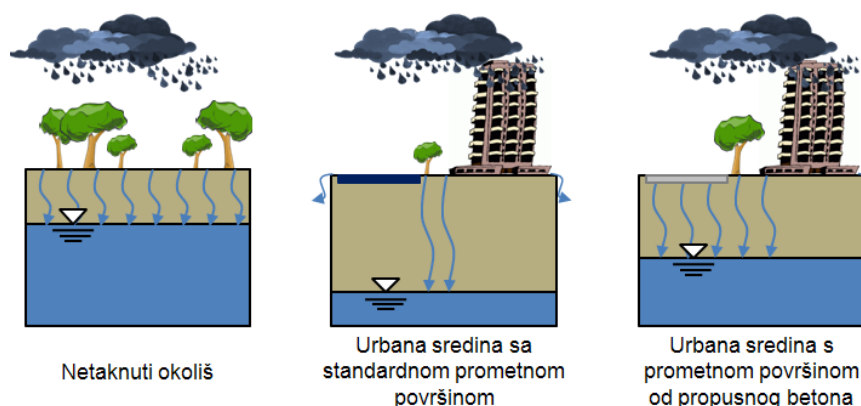 Netaknuti okoliš
Urbana sredina sa
standardnom prometnom
površinom
Urbana sredina s
prometnom površinom
od propusnog betona